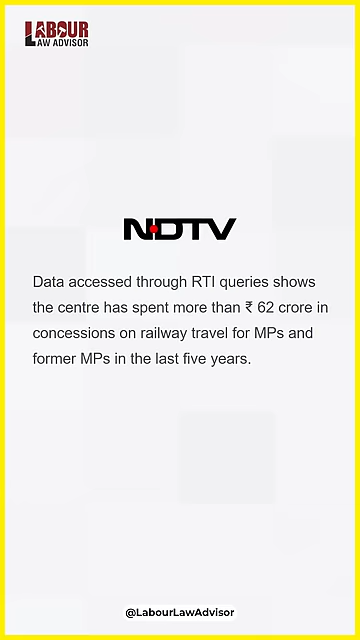 LABOUR
LAW ADVISOR
NDTV
Data accessed through RTI queries shows
the centre has spent more than ₹ 62 crore in
concessions on railway travel for MPs and
former MPs in the last five years.
@LabourLawAdvisor